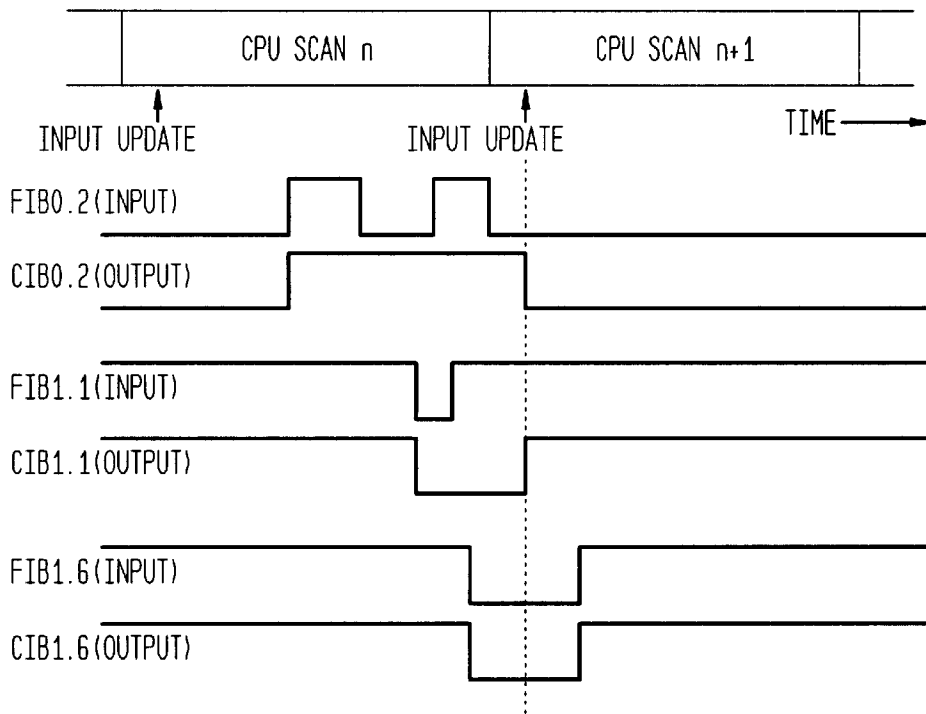 CPU SCAN n
CPU SCAN n+1
INPUT UPDATE
INPUT UPDATE
TIME
FIB0.2(INPUT)
CIB0.2(OUTPUT)
FIB1.1(INPUT)
CIB1.1(OUTPUT)
FIB1.6(INPUT)
CIB1.6(OUTPUT)